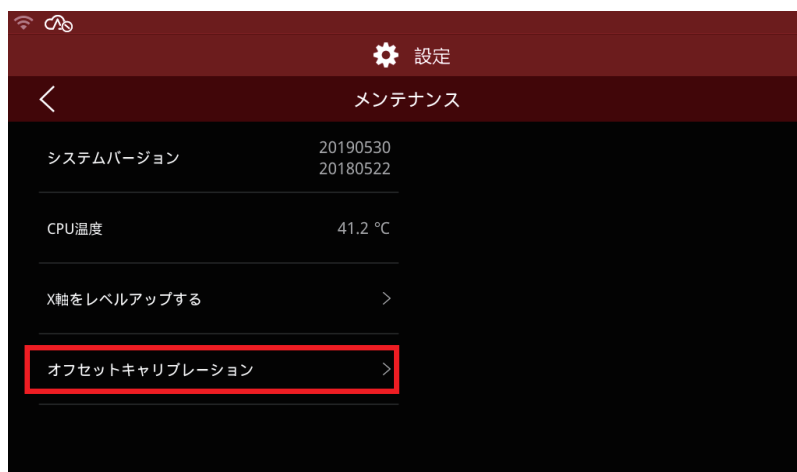 設定
メンテナンス
システムバージョン
20190530
20180522
CPU温度
41.2 °C
X軸をレベルアップする
オフセットキャリブレーション